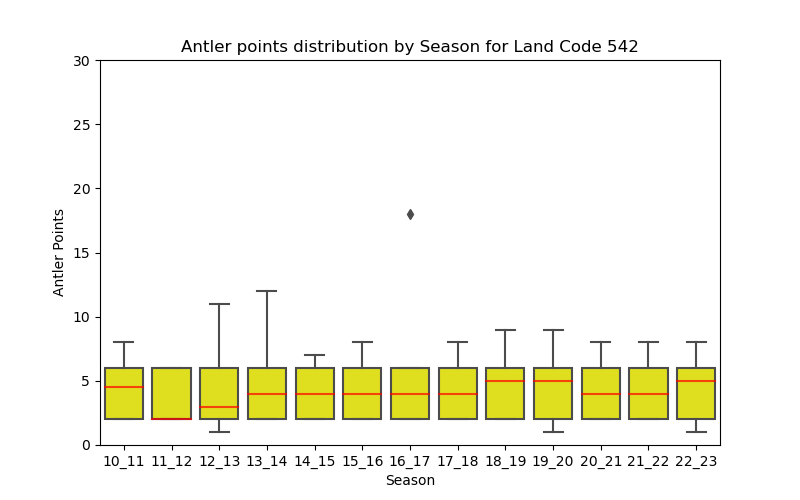 Antler points distribution by Season for Land Code 542
30
25
20
15
10
5
0
Antler Points
10_11 11_12 12_13 13_14 14_15 15_16 16_17 17_18 18_19 19_20 20_21 21_22 22_23
Season